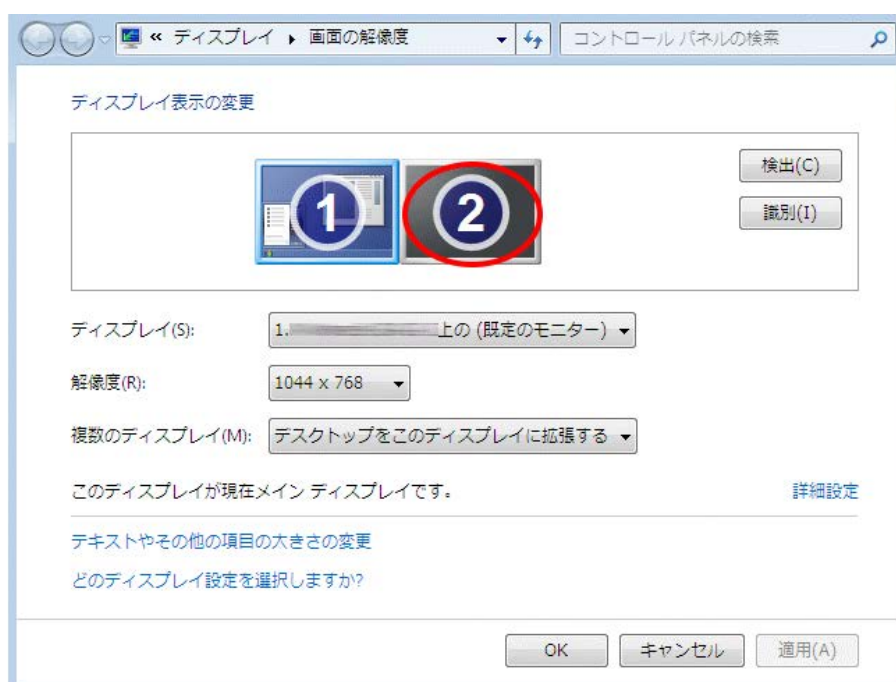 « ディスプレイ ▸ 画面の解像度
コントロール パネルの検索
ディスプレイ表示の変更
1
2
検出(C)
識別(I)
ディスプレイ(S):
1. 上の (既定のモニター)
解像度(R):
1044 x 768
複数のディスプレイ(M):
デスクトップをこのディスプレイに拡張する
このディスプレイが現在メイン ディスプレイです。
詳細設定
テキストやその他の項目の大きさの変更
どのディスプレイ設定を選択しますか?
OK
キャンセル
適用(A)